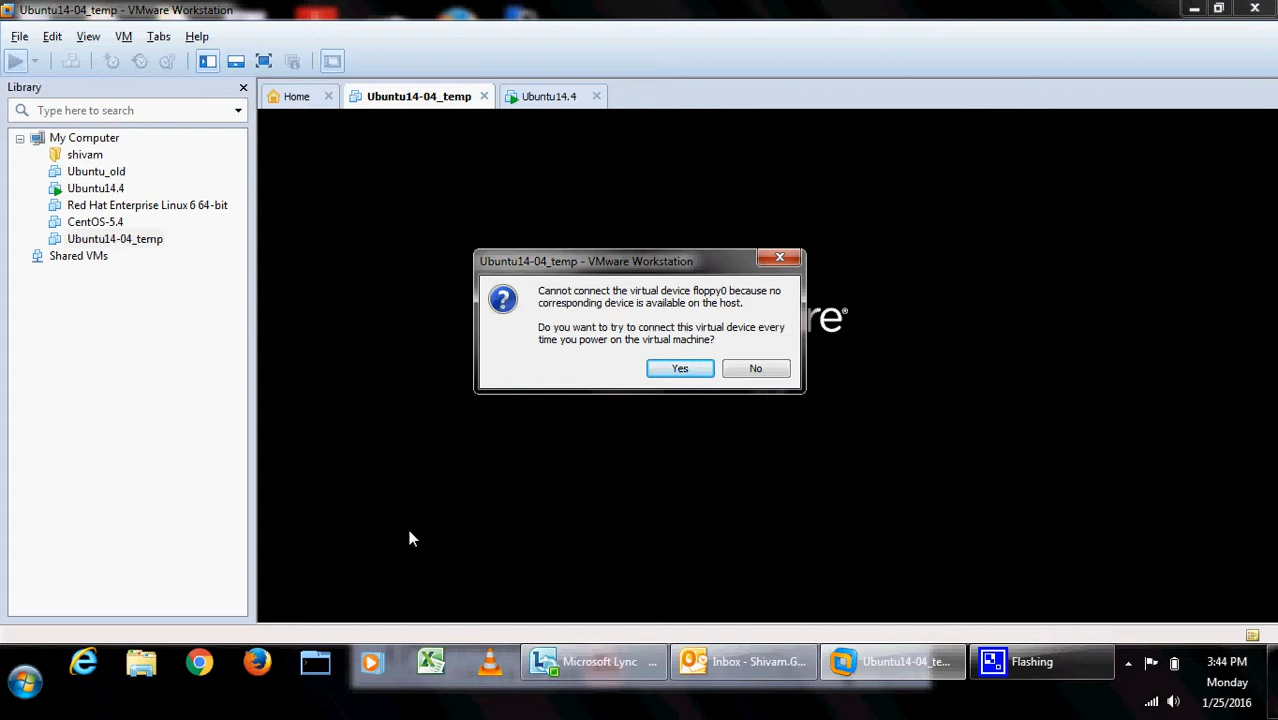 Ubuntu14-04_temp - VMware Workstation
File Edit View VM Tabs Help
Library
Home
Ubuntu14-04_temp
Ubuntu14.4
Type here to search
My Computer
shivam
Ubuntu_old
Ubuntu14.4
Red Hat Enterprise Linux 6 64-bit
CentOS-5.4
Ubuntu14-04_temp
Shared VMs
Ubuntu14-04_temp - VMware Workstation
Cannot connect the virtual device floppy0 because no
corresponding device is available on the host.
Do you want to try to connect this virtual device every
time you power on the virtual machine?
Yes No
re®
Microsoft Lync ...
Inbox - Shivam.G...
Ubuntu14-04_te...
Flashing
3:44 PM
Monday
1/25/2016